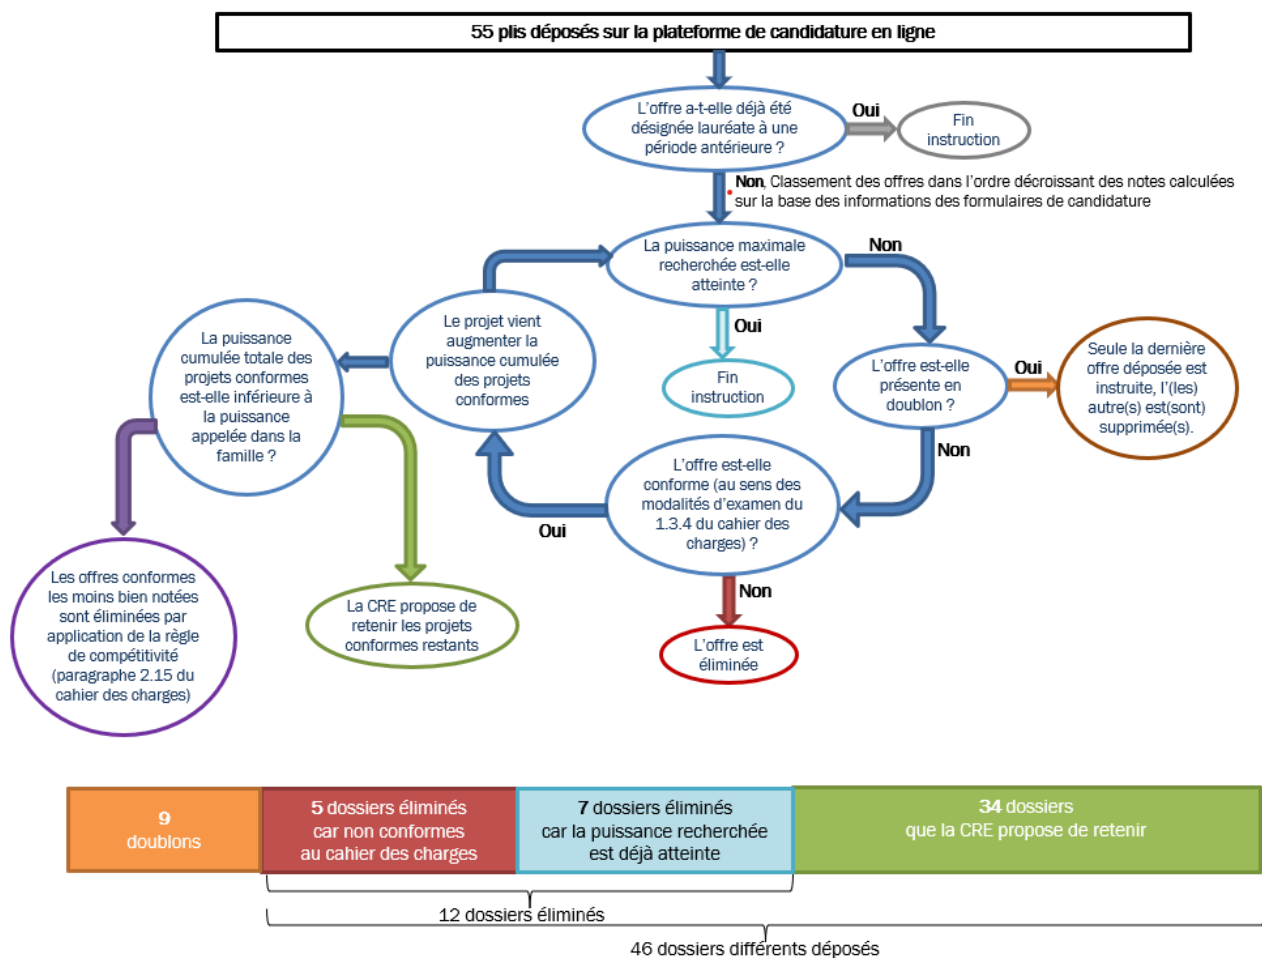 55 plis déposés sur la plateforme de candidature en ligne
L'offre a-t-elle déjà été
désignée lauréate à une
période antérieure ?
Oui
Fin
instruction
Non, Classement des offres dans l'ordre décroissant des notes calculées
sur la base des informations des formulaires de candidature
La puissance maximale
recherchée est-elle
atteinte ?
Non
Oui
Fin
instruction
L'offre est-elle
présente en
doublon ?
Oui
Seule la dernière
offre déposée est
instruite, l'(les)
autre(s) est(sont)
supprimée(s).
Non
L'offre est-elle
conforme (au sens des
modalités d'examen du
1.3.4 du cahier des
charges) ?
Oui
Non
L'offre est
éliminée
Le projet vient
augmenter la
puissance cumulée
des projets
conformes
La
puissance
cumulée totale des
projets conformes
est-elle inférieure à
la puissance
appelée dans la
famille ?
Les offres conformes
les moins bien notées
sont éliminées par
application de la règle
de compétitivité
(paragraphe 2.15 du
cahier des charges)
La CRE propose de
retenir les projets
conformes restants
9
doublons
5 dossiers éliminés
car non conformes
au cahier des charges
7 dossiers éliminés
car la puissance recherchée
est déjà atteinte
34 dossiers
que la CRE propose de retenir
12 dossiers éliminés
46 dossiers différents déposés